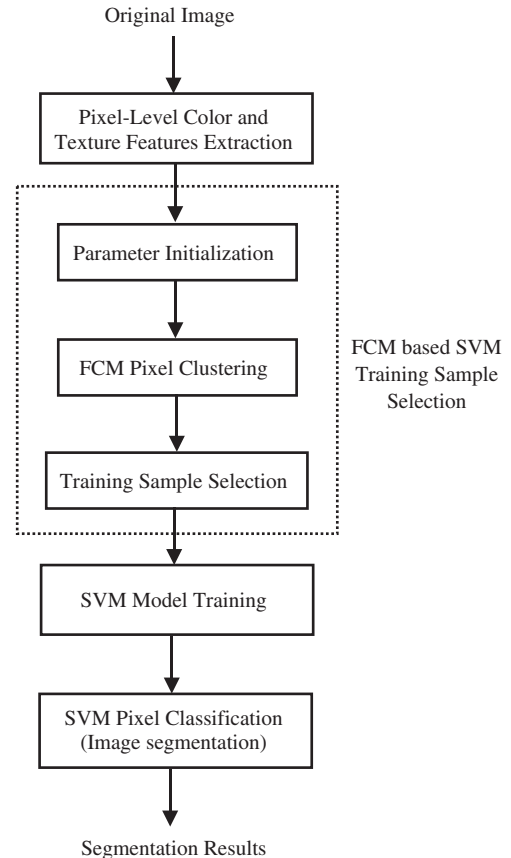 Original Image
Pixel-Level Color and
Texture Features Extraction
Parameter Initialization
FCM Pixel Clustering
Training Sample Selection
FCM based SVM
Training Sample
Selection
SVM Model Training
SVM Pixel Classification
(Image segmentation)
Segmentation Results